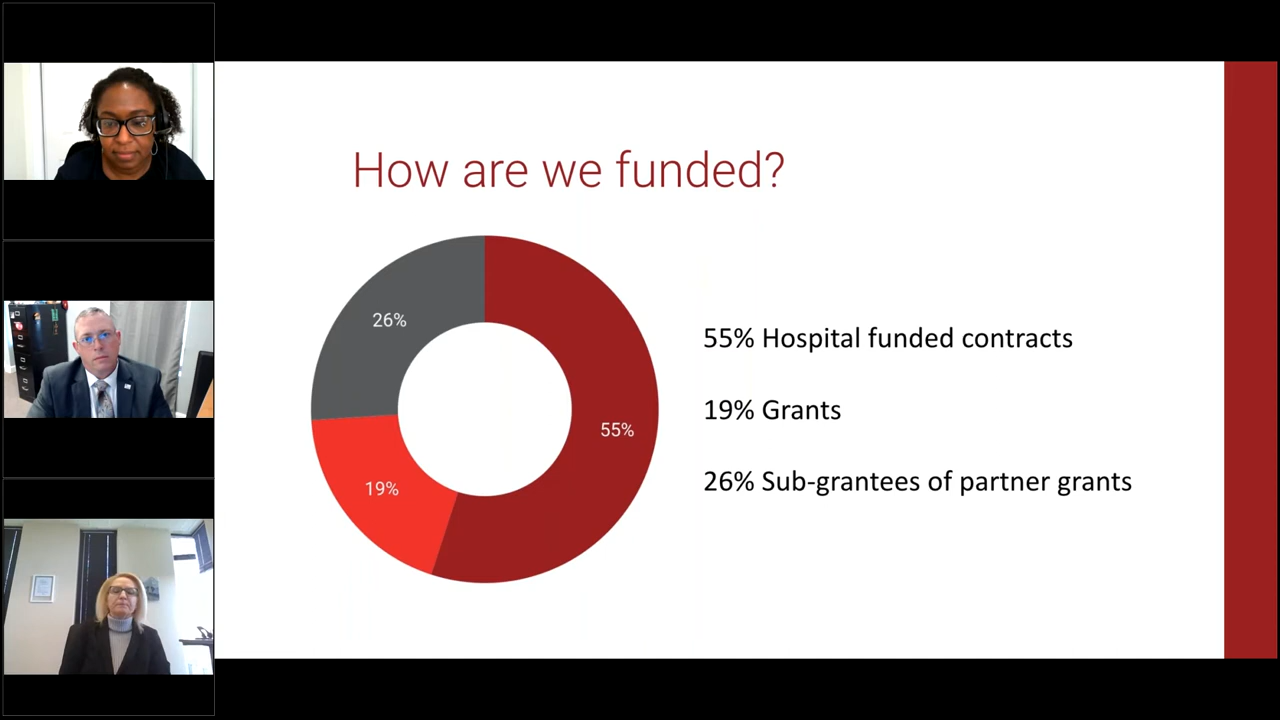 How are we funded?
26%
55%
19%
55% Hospital funded contracts
19% Grants
26% Sub-grantees of partner grants